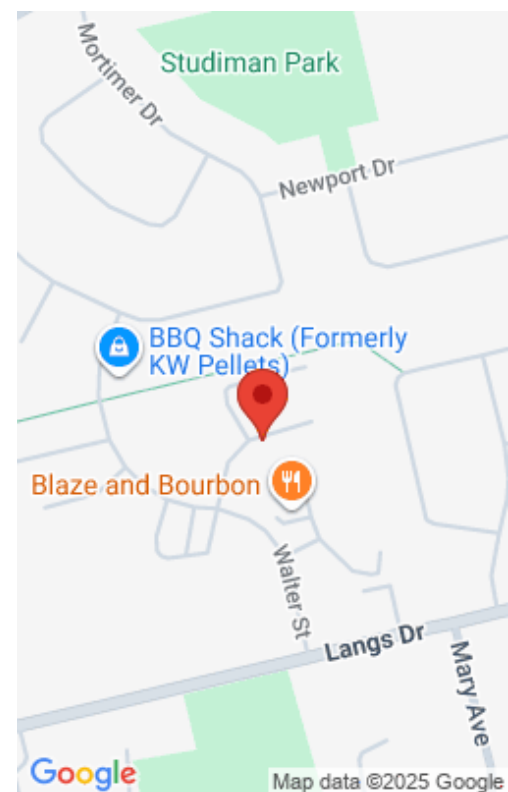 Studiman Park
Mortimer Dr
Newport Dr
BBQ Shack (Formerly
KW Pellets)
Blaze and Bourbon
Walter St
Langs Dr
Mary Ave
Google
Map data ©2025 Google